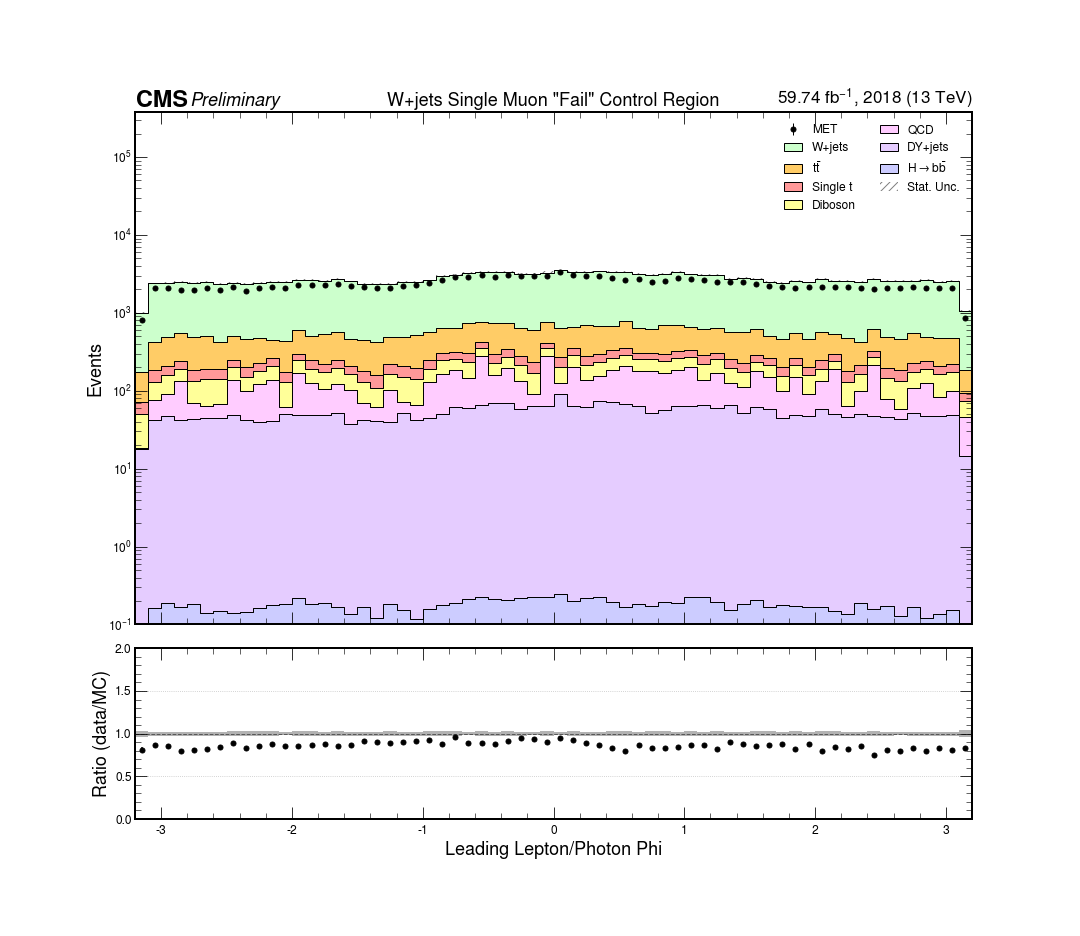 CMS Preliminary W+jets Single Muon "Fail" Control Region 59.74 fb⁻¹, 2018 (13 TeV)
MET QCD
W+jets DY+jets
tt̄ H→bb̄
Single t Stat. Unc.
Diboson
10⁵
10⁴
10³
10²
10¹
10⁰
10⁻¹
Events
2.0
1.5
1.0
0.5
0.0
Ratio (data/MC)
-3 -2 -1 0 1 2 3
Leading Lepton/Photon Phi